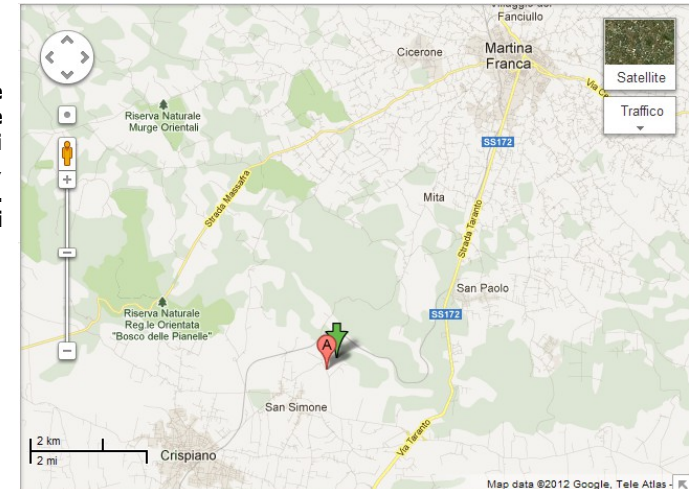 Fanciullo
Cicerone
Martina
Franca
Satellite
Traffico
Riserva Naturale
Murge Orientali
SS172
Strada Massafra
Mita
Strada Taranto
San Paolo
Riserva Naturale
Reg.le Orientata
"Bosco delle Pianelle"
SS172
A
San Simone
Via Taranto
2 km
2 mi
Crispiano
Map data ©2012 Google, Tele Atlas -